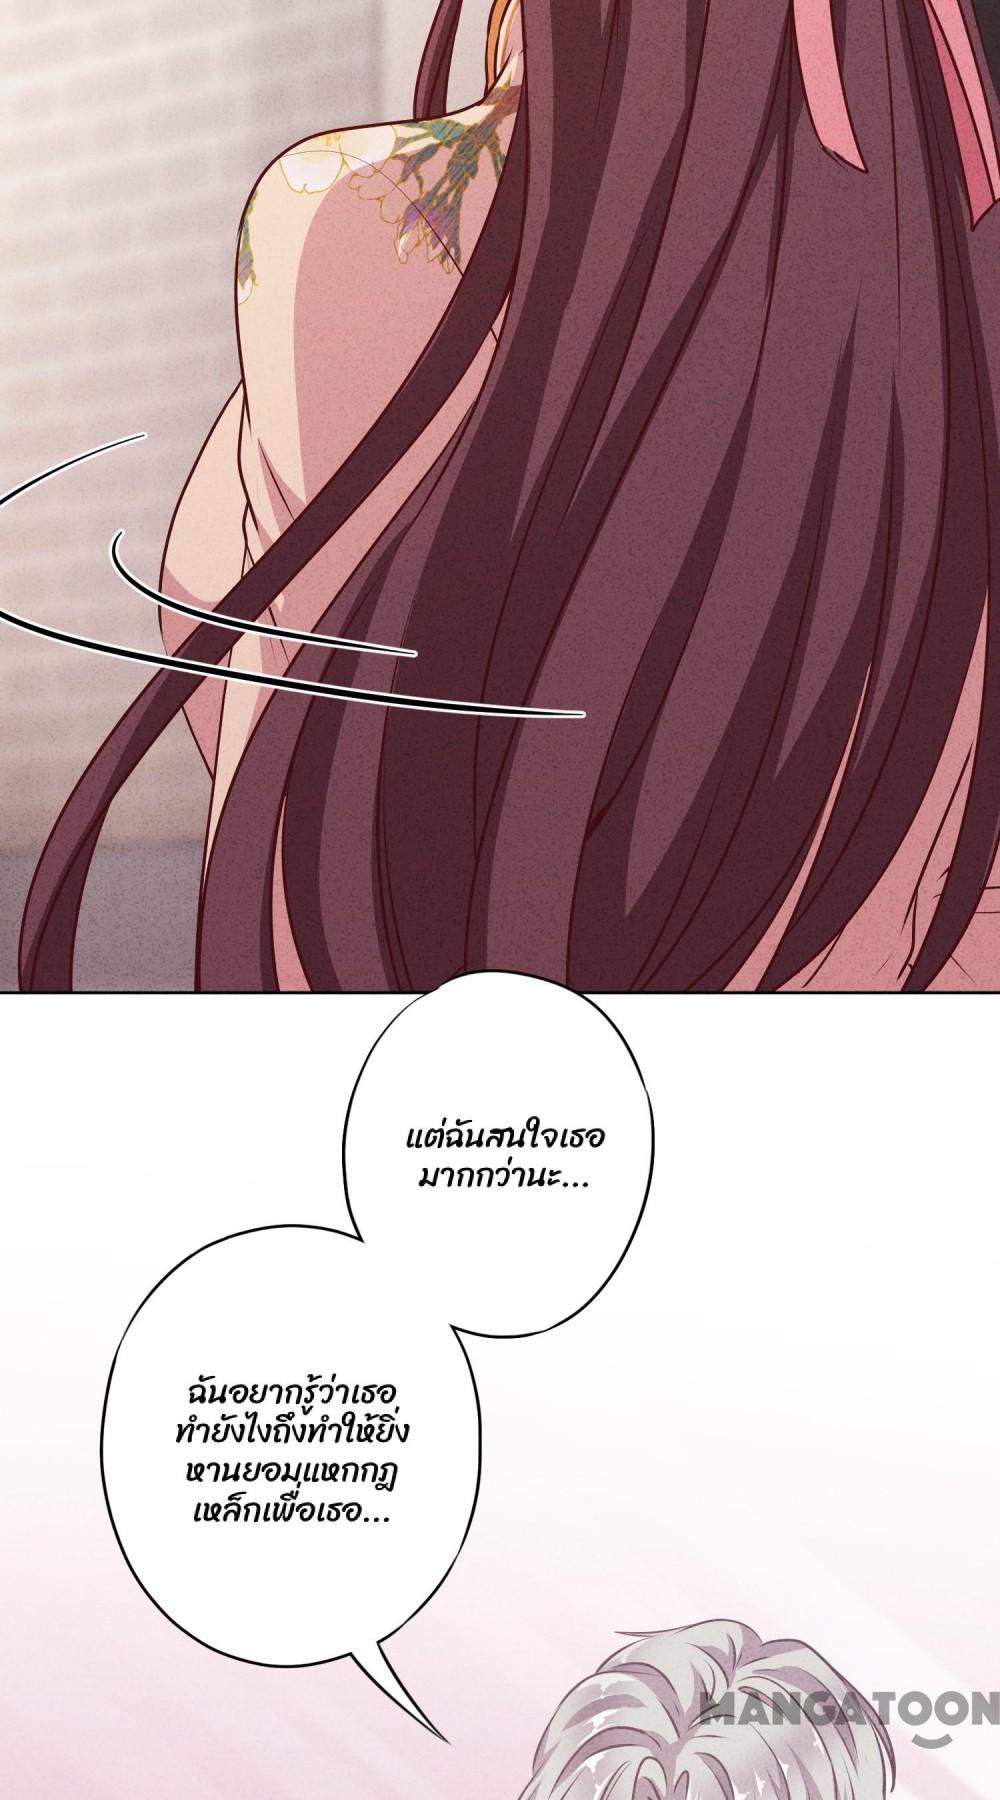 แต่ฉันสนใจเธอ
มากกว่านะ...
ฉันอยากรู้ว่าเธอ
ทำยังไงถึงทำให้ยิ่ง
หานยอมแหกกฎ
เหล็กเพื่อเธอ...
MANGATOON